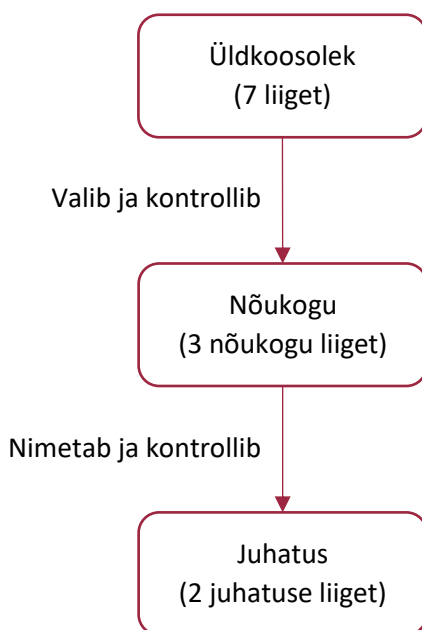 Üldkoosolek
(7 liiget)
Valib ja kontrollib
Nõukogu
(3 nõukogu liiget)
Nimetab ja kontrollib
Juhatus
(2 juhatuse liiget)